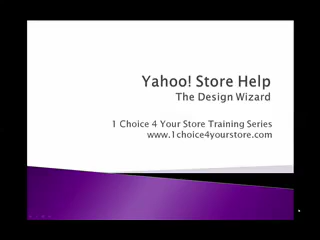 Yahoo! Store Help
The Design Wizard
1 Choice 4 Your Store Training Series
www.1choice4yourstore.com